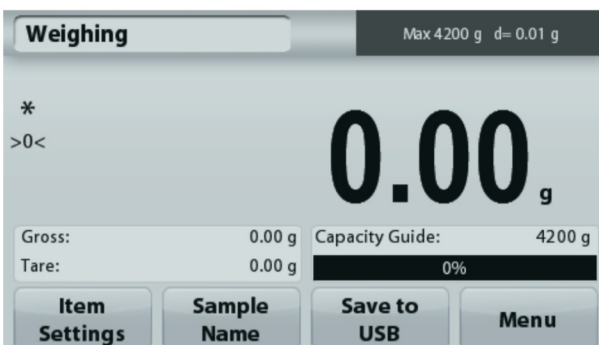 Weighing
Max 4200 g d= 0.01 g
*
>0<
0.00 g
Gross: 0.00 g
Tare: 0.00 g
Capacity Guide: 4200 g
0%
Item Settings
Sample Name
Save to USB
Menu